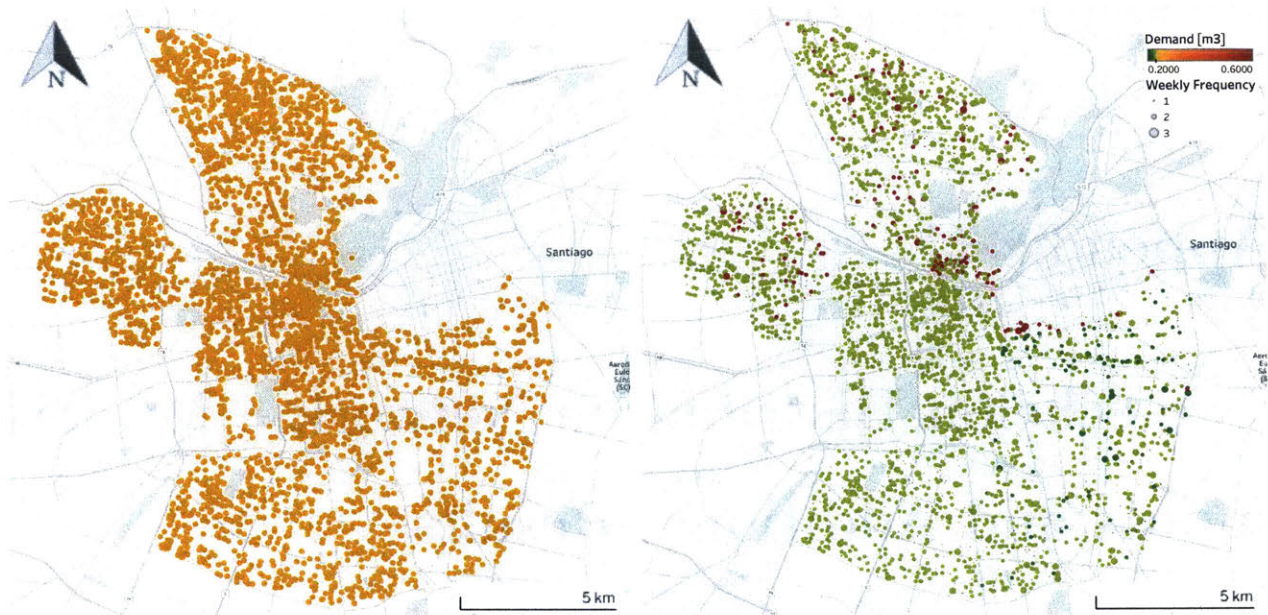 N
Santiago
5 km
N
Demand [m3]
0.2000 0.6000
Weekly Frequency
1
2
3
Santiago
5 km